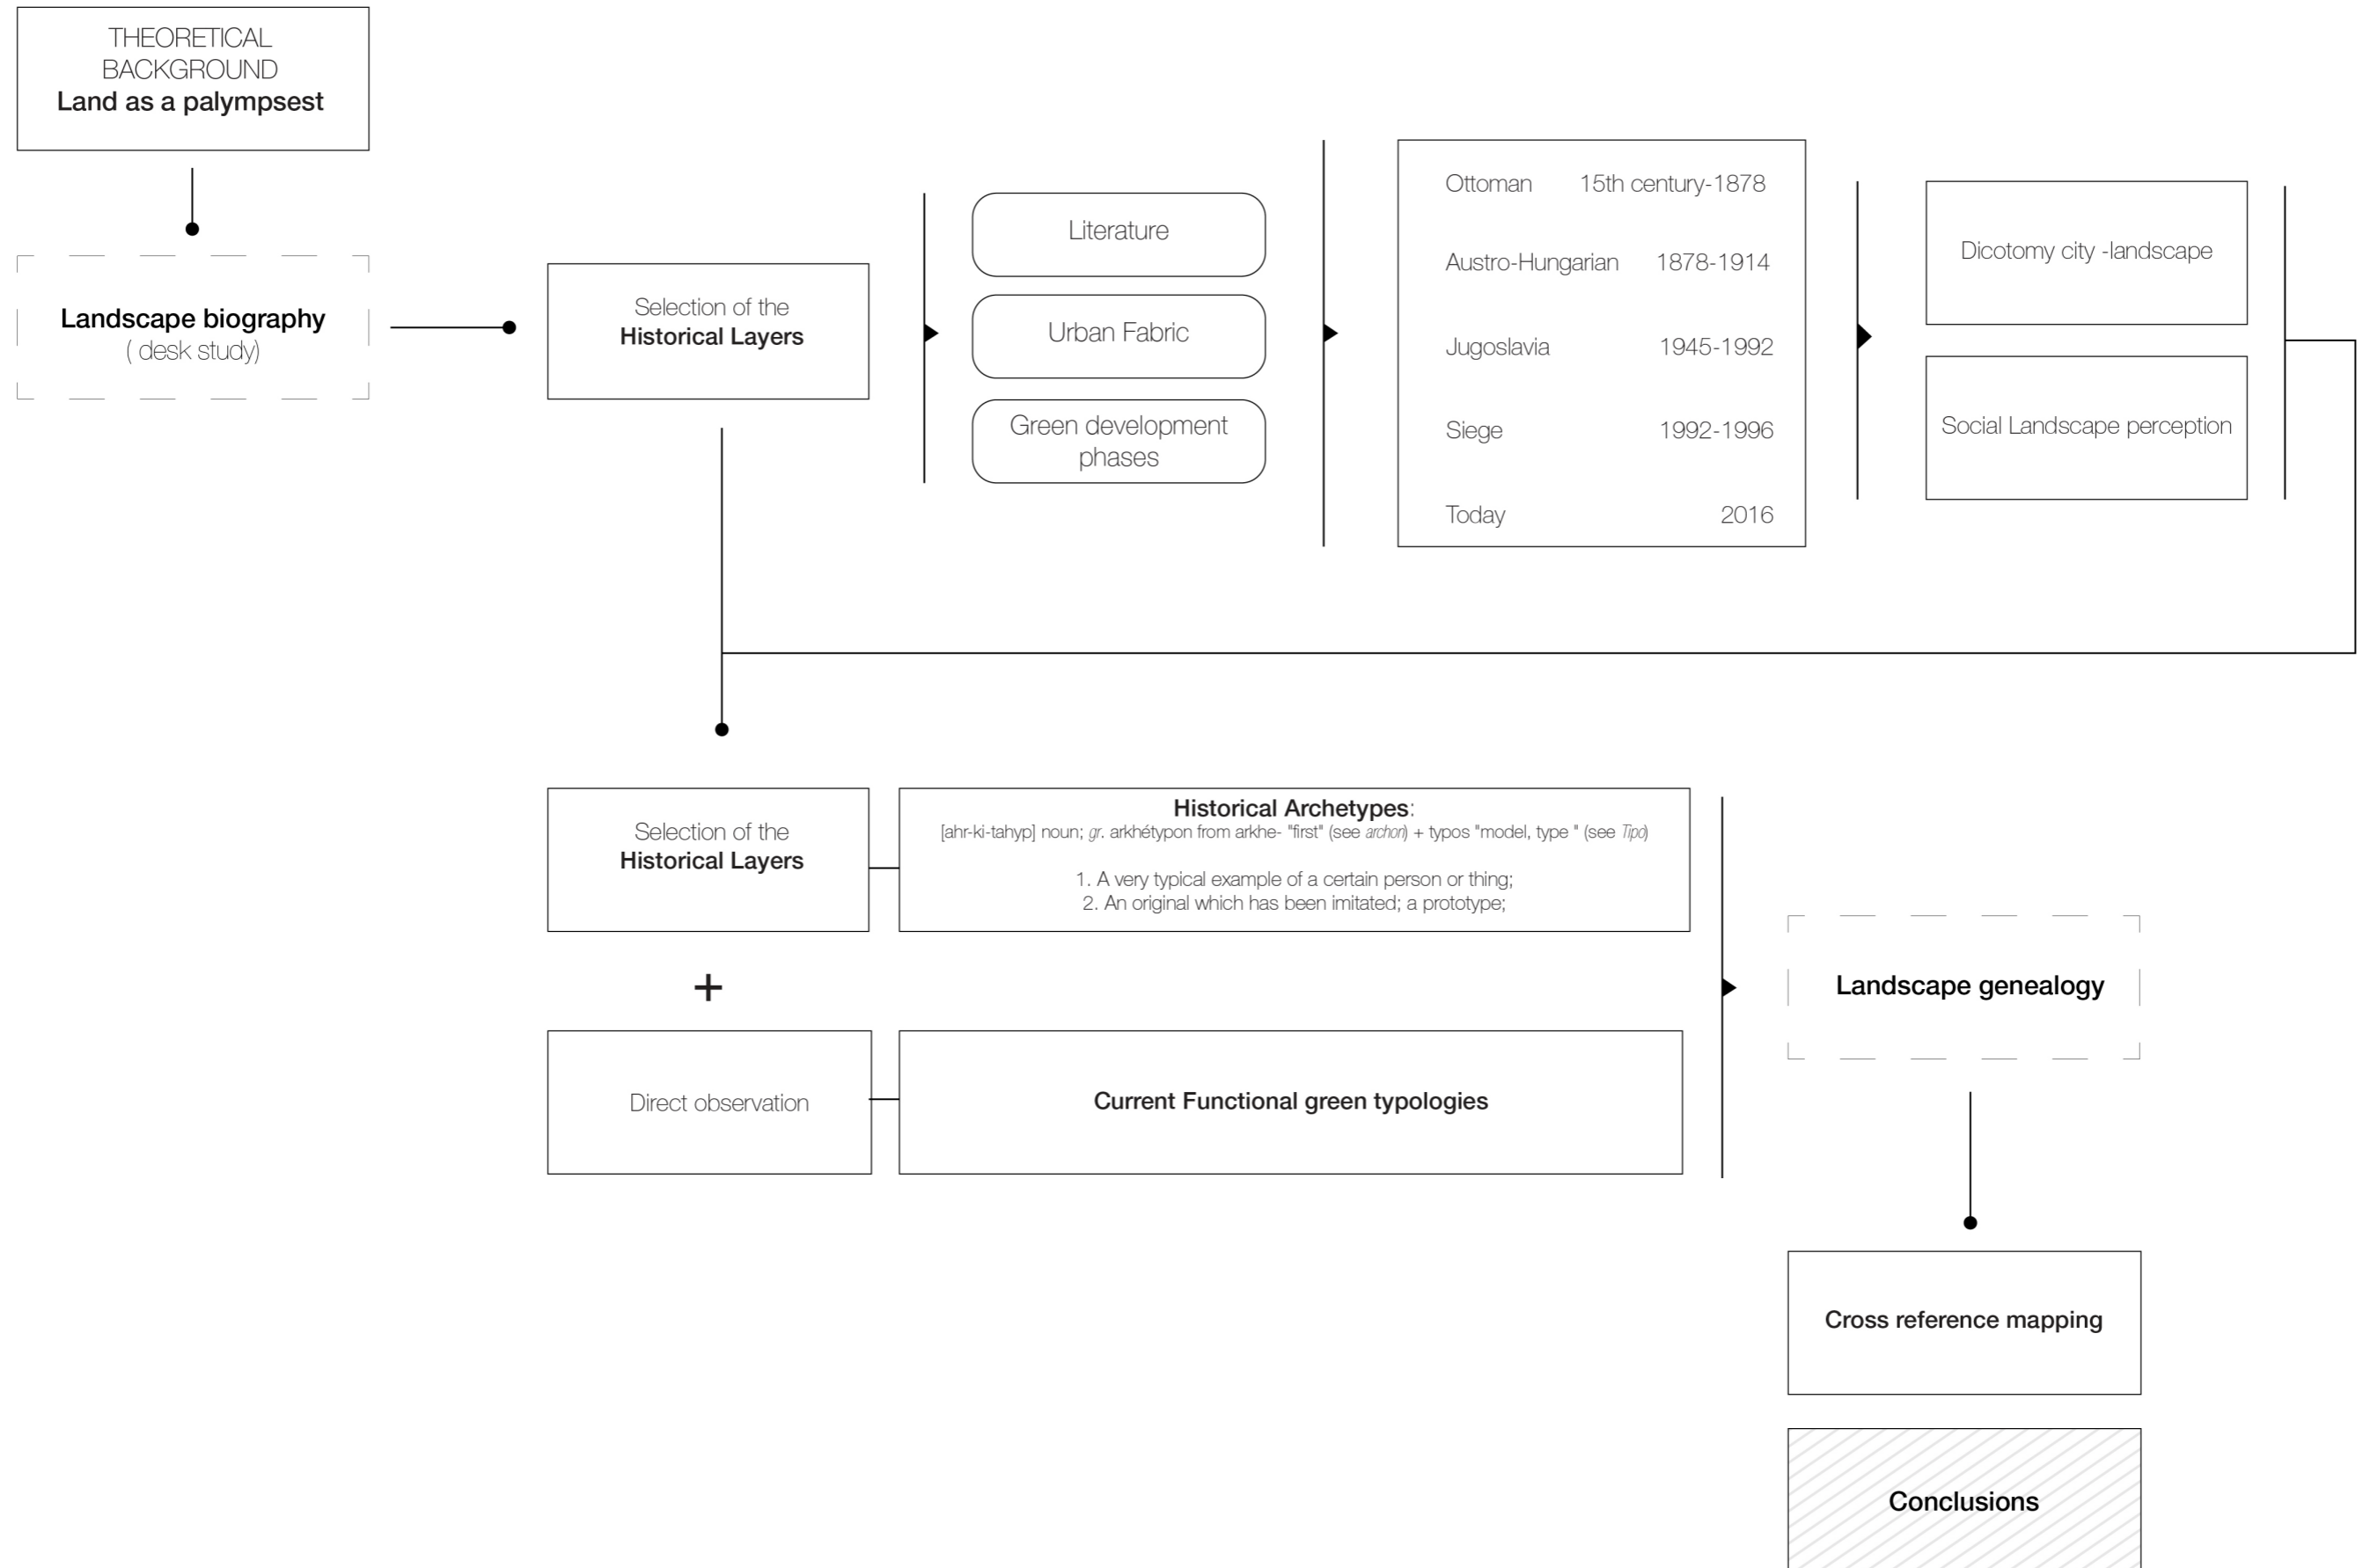 THEORETICAL
BACKGROUND
Land as a palympsest
Landscape biography
( desk study)
Selection of the
Historical Layers
Literature
Urban Fabric
Green development
phases
Ottoman 15th century-1878
Austro-Hungarian 1878-1914
Jugoslavia 1945-1992
Siege 1992-1996
Today 2016
Dicotomy city -landscape
Social Landscape perception
Selection of the
Historical Layers
Historical Archetypes:
[ahr-ki-tahyp] noun; gr. arkhétypon from arkhe- "first" (see archon) + typos "model, type " (see Tipo)
1. A very typical example of a certain person or thing;
2. An original which has been imitated; a prototype;
+
Direct observation
Current Functional green typologies
Landscape genealogy
Cross reference mapping
Conclusions